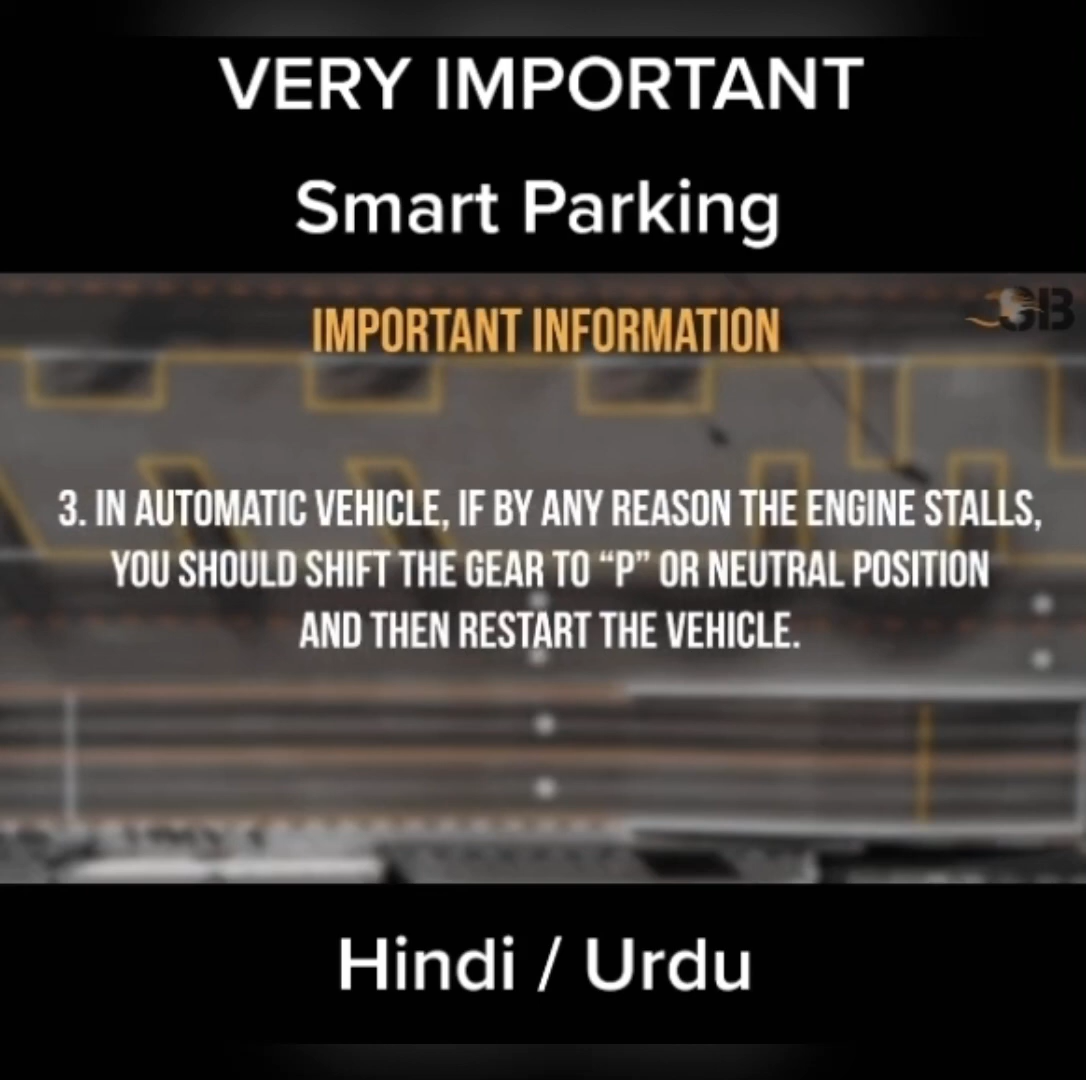 VERY IMPORTANT
Smart Parking
IMPORTANT INFORMATION
GB
3. IN AUTOMATIC VEHICLE, IF BY ANY REASON THE ENGINE STALLS,
YOU SHOULD SHIFT THE GEAR TO “P” OR NEUTRAL POSITION
AND THEN RESTART THE VEHICLE.
Hindi / Urdu